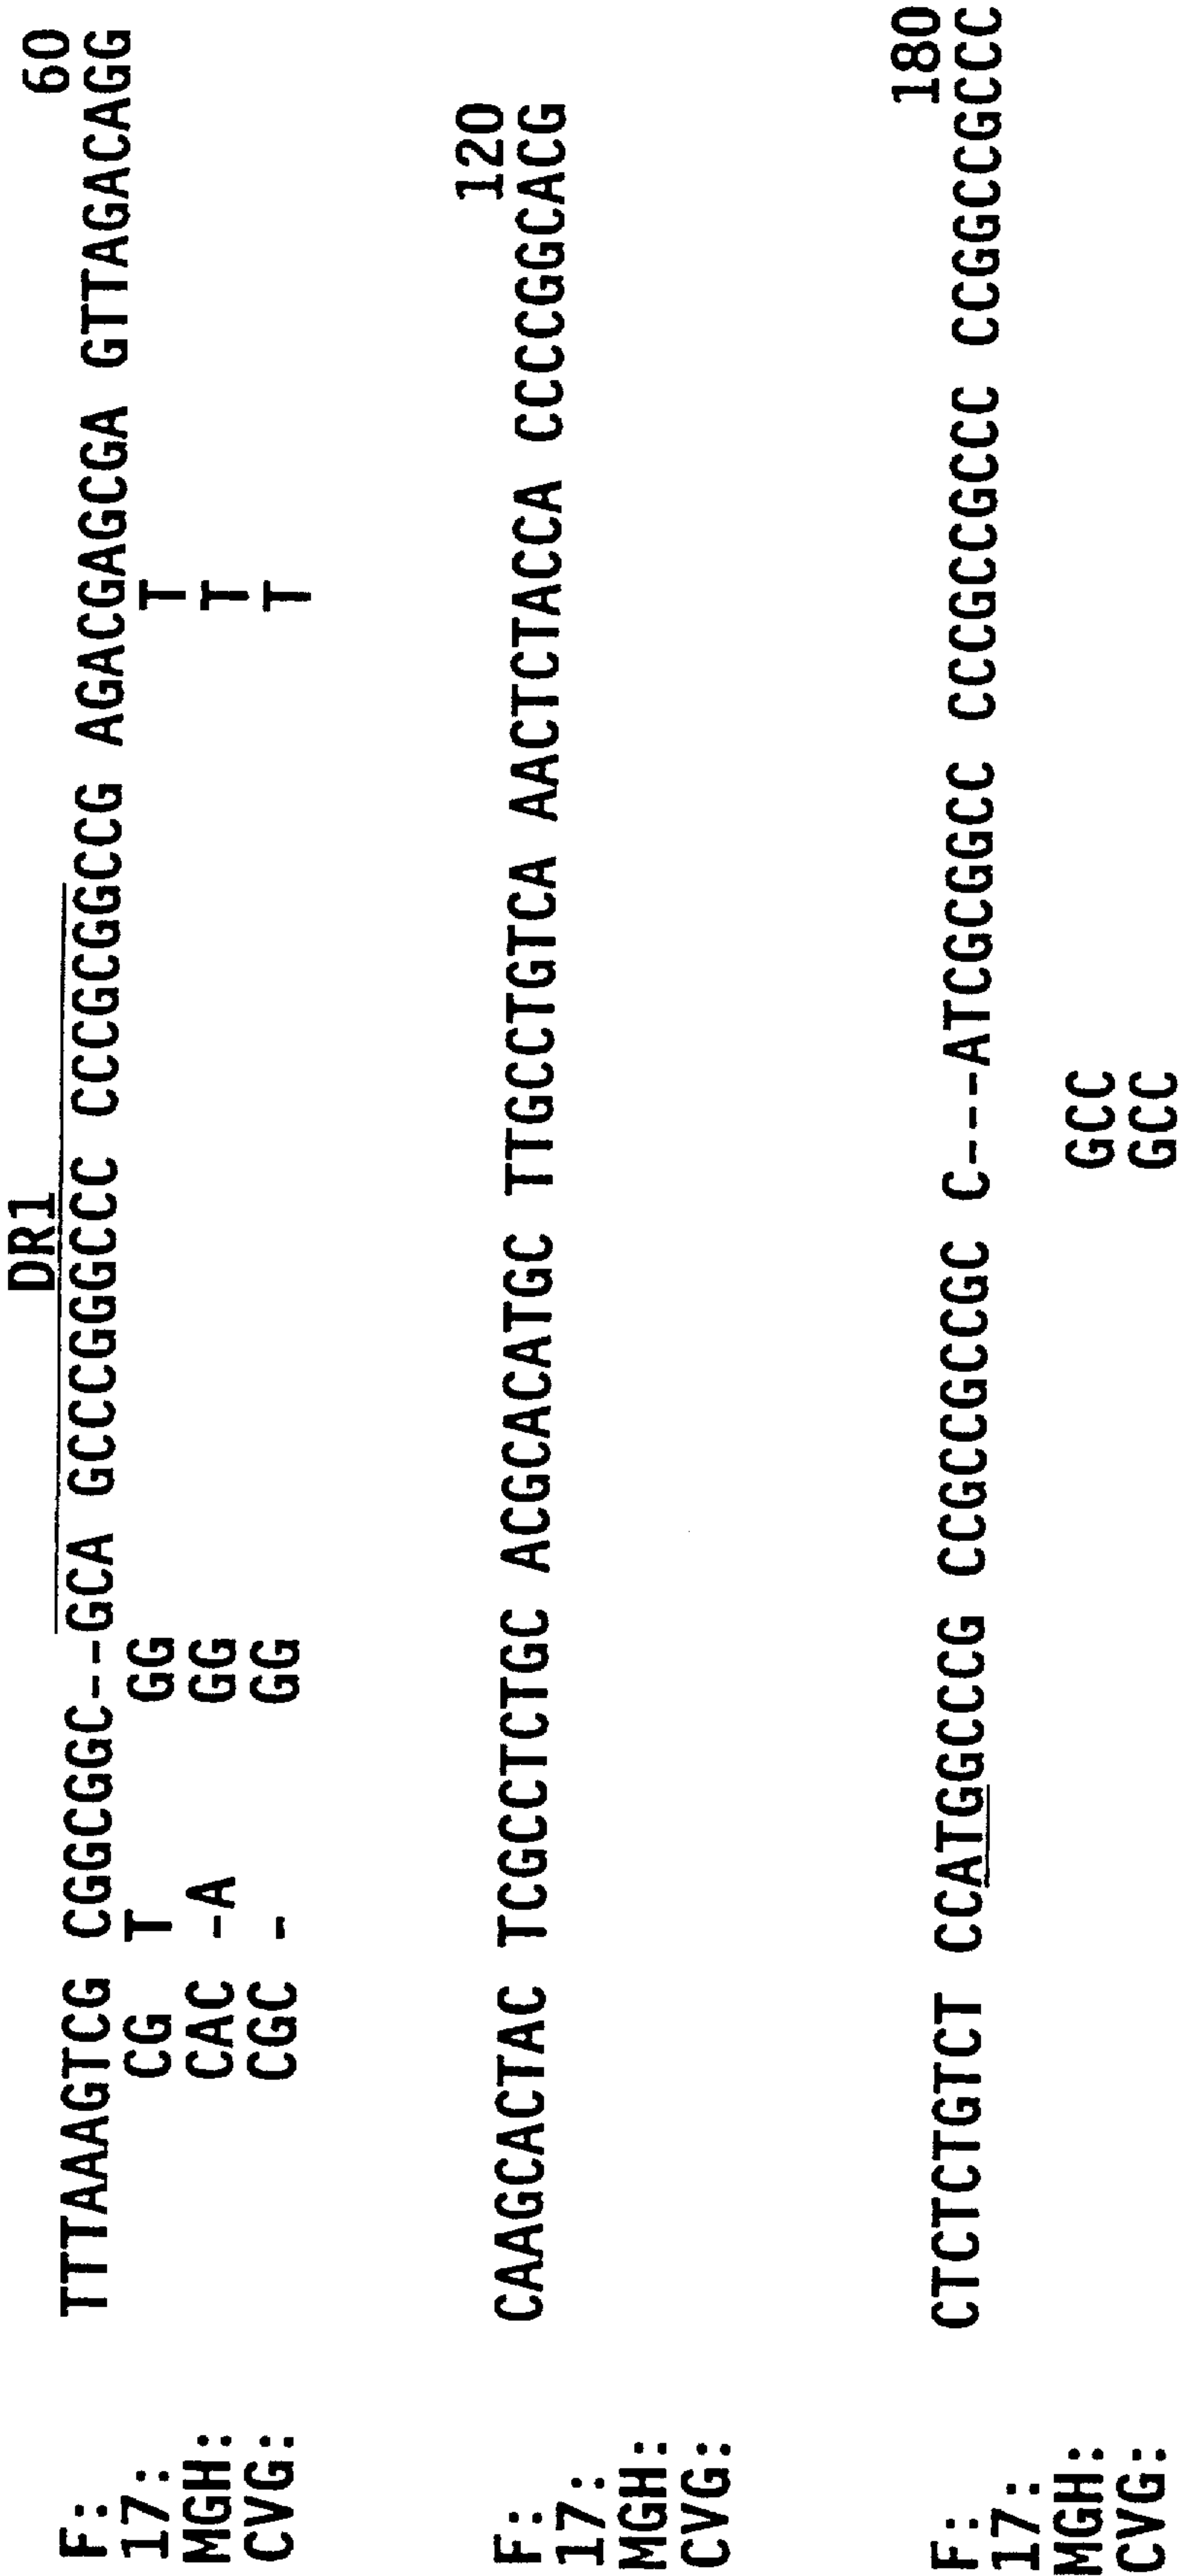 DR1 60
F: TTTAAAGTCG CGGCGGC--GCA GCCCGGGCCC CCCGCGGCCG AGACGAGCGA GTTAGACAGG
17: CG T GG T
MGH: CAC -A GG T
CVG: CGC - GG T
120
F: CAAGCACTAC TCGCCTCTGC ACGCACATGC TTGCCTGTCA AACTCTACCA CCCCGGCACG
17:
MGH:
CVG:
180
F: CTCTCTGTCT CCATGGCCCG CCGCCGCCGC C---ATCGCGGCC CCCGCCGCCC CCGGCCGCCC
17:
MGH: GCC
CVG: GCC